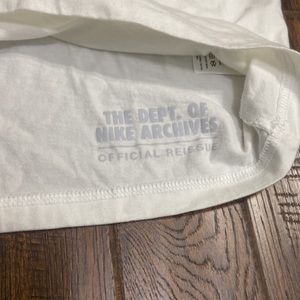 THE DEPT. OF
NIKE ARCHIVES
OFFICIAL REISSUE